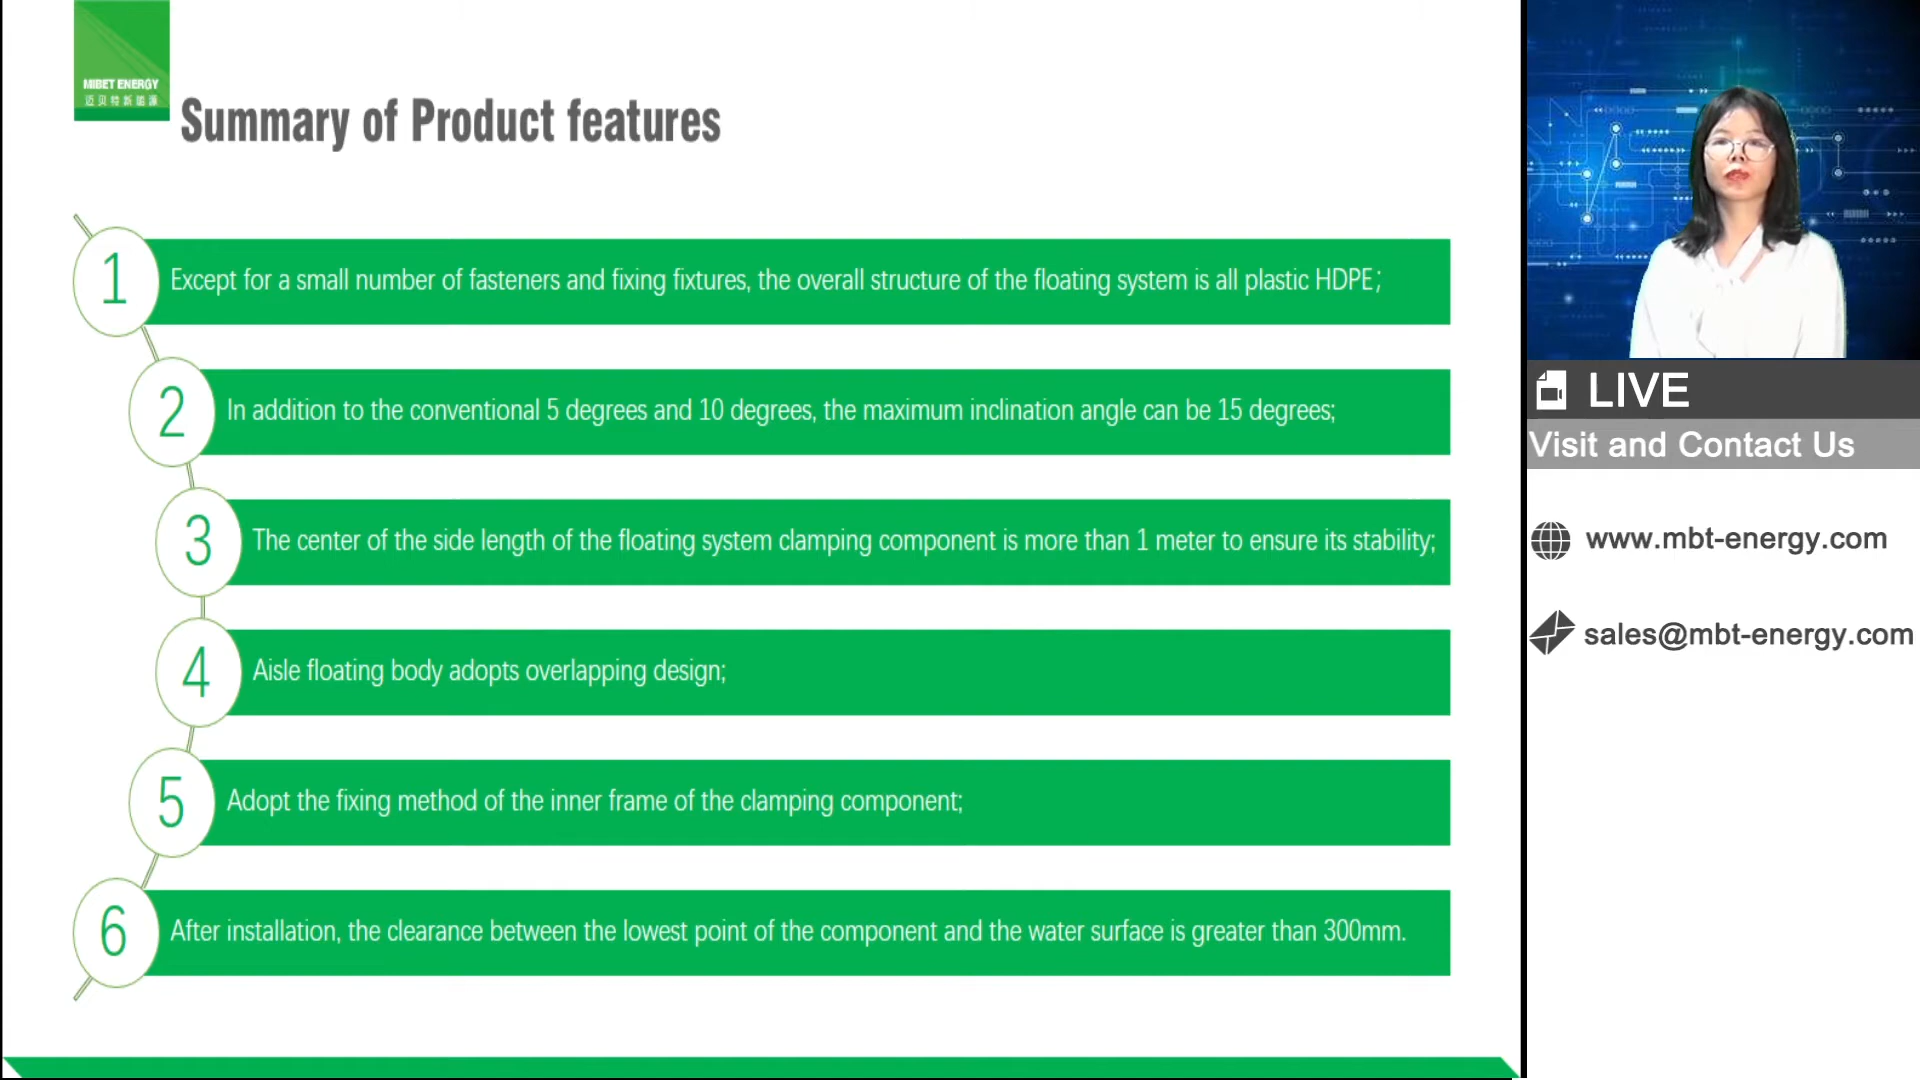 MIBET ENERGY
迈贝特新能源
Summary of Product features
1
Except for a small number of fasteners and fixing fixtures, the overall structure of the floating system is all plastic HDPE;
2
In addition to the conventional 5 degrees and 10 degrees, the maximum inclination angle can be 15 degrees;
3
The center of the side length of the floating system clamping component is more than 1 meter to ensure its stability;
4
Aisle floating body adopts overlapping design;
5
Adopt the fixing method of the inner frame of the clamping component;
6
After installation, the clearance between the lowest point of the component and the water surface is greater than 300mm.
LIVE
Visit and Contact Us
www.mbt-energy.com
sales@mbt-energy.com